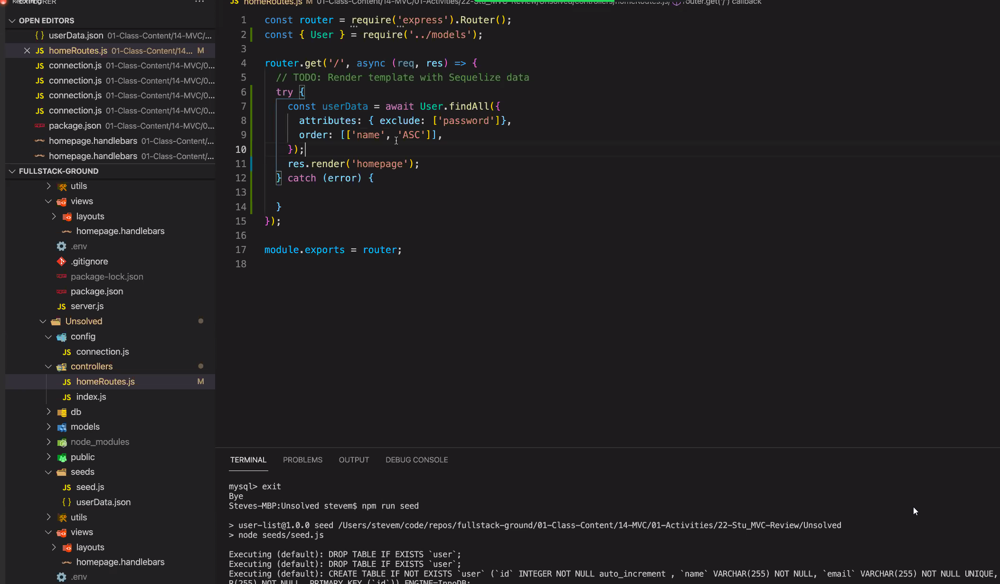 Recording
EXPLORER
OPEN EDITORS
{ } userData.json 01-Class-Content/14-MVC/...
JS homeRoutes.js 01-Class-Content/14... M
JS connection.js 01-Class-Content/14-MVC/0...
JS connection.js 01-Class-Content/14-MVC/0...
JS connection.js 01-Class-Content/14-MVC/0...
JS connection.js 01-Class-Content/14-MVC/0...
package.json 01-Class-Content/14-MVC/0...
homepage.handlebars 01-Class-Content/1...
homepage.handlebars 01-Class-Content/...
FULLSTACK-GROUND
utils
views
layouts
homepage.handlebars
.env
.gitignore
package-lock.json
package.json
JS server.js
Unsolved
config
JS connection.js
controllers
JS homeRoutes.js M
JS index.js
db
models
node_modules
public
seeds
JS seed.js
{ } userData.json
utils
views
layouts
homepage.handlebars
.env
JS homeRoutes.js M 01-Class-Content/14-MVC/01-Activities/22-Stu_MVC-Review/Unsolved/controllers/homeRoutes.js/ router.get('/') callback
1 const router = require('express').Router();
2 const { User } = require('../models');
3
4 router.get('/', async (req, res) => {
5 // TODO: Render template with Sequelize data
6 try {
7 const userData = await User.findAll({
8 attributes: { exclude: ['password']},
9 order: [['name', 'ASC']],
10 });
11 res.render('homepage');
12 } catch (error) {
13
14 }
15 });
16
17 module.exports = router;
18
TERMINAL PROBLEMS OUTPUT DEBUG CONSOLE
mysql> exit
Bye
Steves-MBP:Unsolved stevem$ npm run seed
> user-list@1.0.0 seed /Users/stevem/code/repos/fullstack-ground/01-Class-Content/14-MVC/01-Activities/22-Stu_MVC-Review/Unsolved
> node seeds/seed.js
Executing (default): DROP TABLE IF EXISTS `user`;
Executing (default): DROP TABLE IF EXISTS `user`;
Executing (default): CREATE TABLE IF NOT EXISTS `user` (`id` INTEGER NOT NULL auto_increment , `name` VARCHAR(255) NOT NULL, `email` VARCHAR(255) NOT NULL UNIQUE,
R(255) NOT NULL, PRIMARY KEY (`id`)) ENGINE=InnoDB;